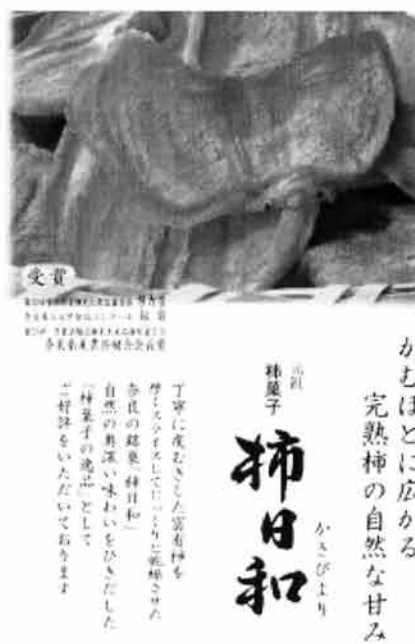 かむほどに広がる
完熟柿の自然な甘み
元祖
柿菓子
柿日和
かきびより
丁寧に皮むきした富有柿を
厚くスライスしてじっくりと乾燥させた
奈良の銘菓「柿日和」
自然の奥深い味わいをひきだした
「柿菓子の逸品」として
ご好評をいただいております
受賞